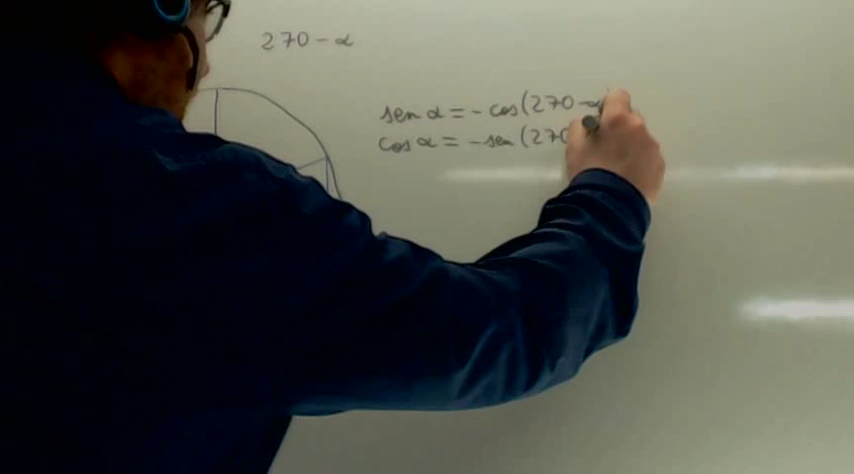 270-α
sen α = - cos(270-α
cos α = - sen (270